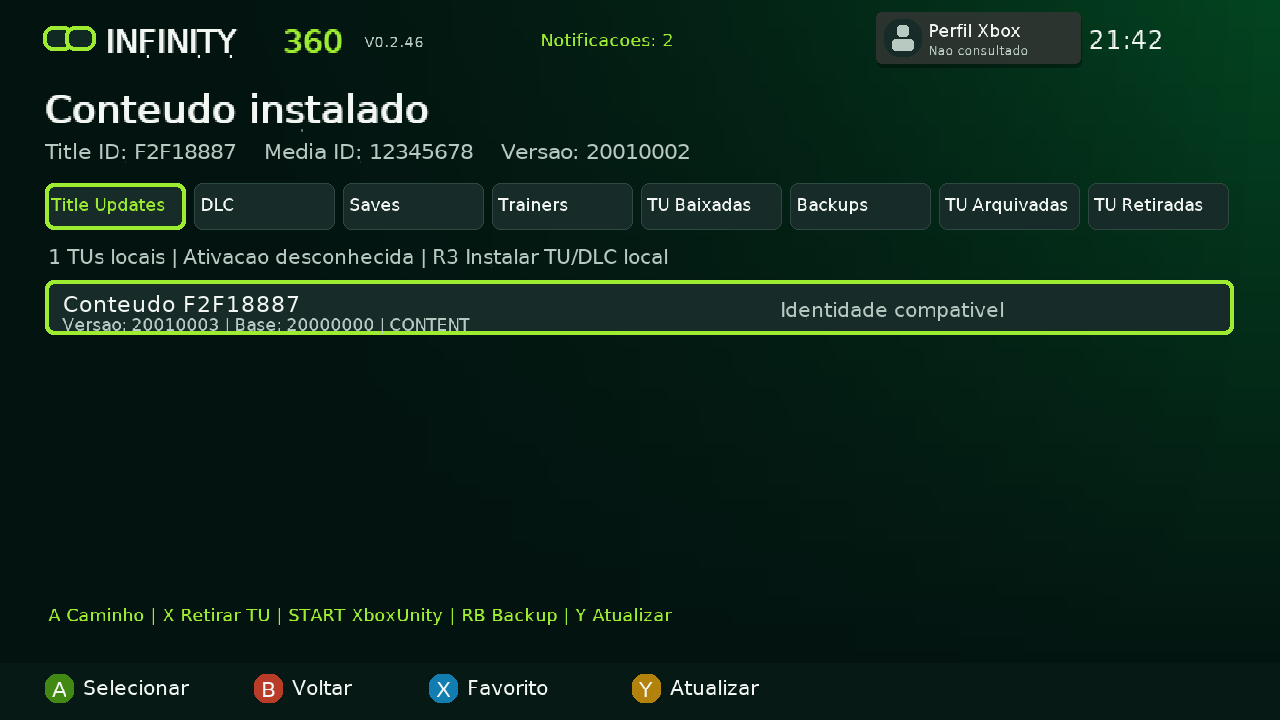 INFINITY 360 V0.2.46 Notificacoes: 2 Perfil Xbox 21:42
Nao consultado
Conteudo instalado
Title ID: F2F18887 Media ID: 12345678 Versao: 20010002
Title Updates DLC Saves Trainers TU Baixadas Backups TU Arquivadas TU Retiradas
1 TUs locais | Ativacao desconhecida | R3 Instalar TU/DLC local
Conteudo F2F18887 Identidade compativel
Versao: 20010003 | Base: 20000000 | CONTENT
A Caminho | X Retirar TU | START XboxUnity | RB Backup | Y Atualizar
A Selecionar B Voltar X Favorito Y Atualizar